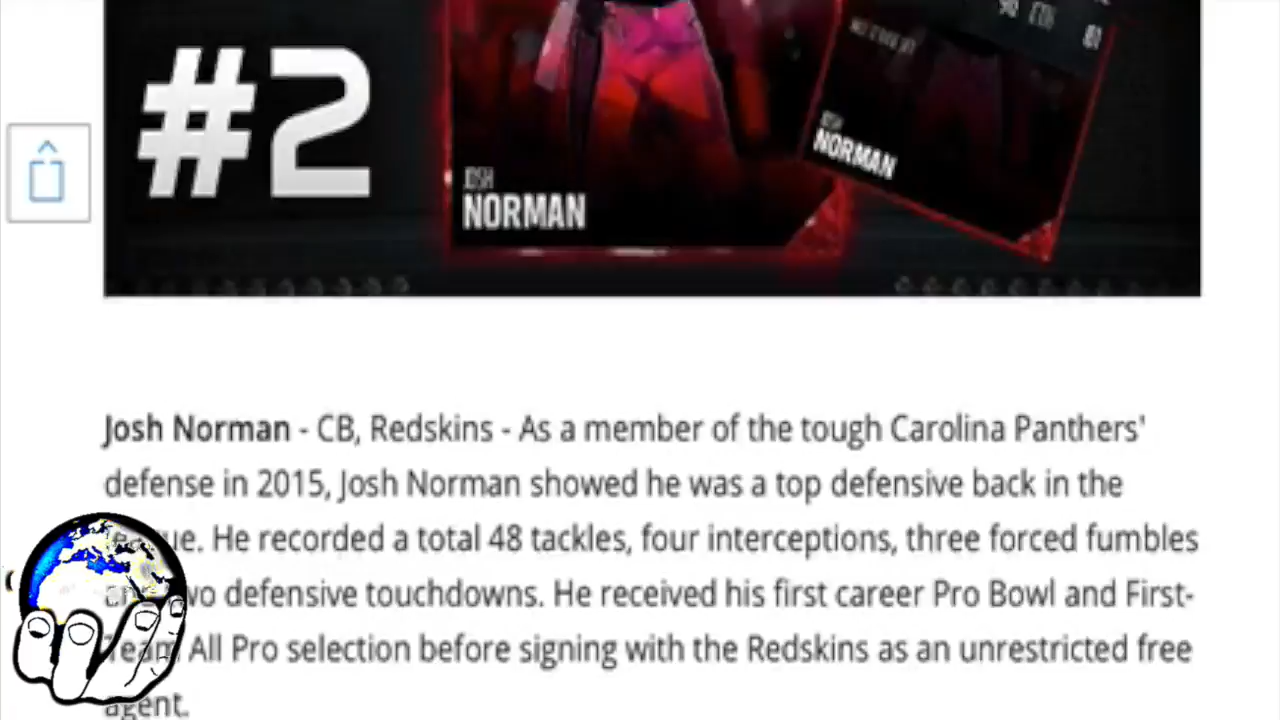 #2
JOSH
NORMAN
JOSH
NORMAN
Josh Norman - CB, Redskins - As a member of the tough Carolina Panthers'
defense in 2015, Josh Norman showed he was a top defensive back in the
He recorded a total 48 tackles, four interceptions, three forced fumbles
defensive touchdowns. He received his first career Pro Bowl and First-
Team All Pro selection before signing with the Redskins as an unrestricted free
agent.